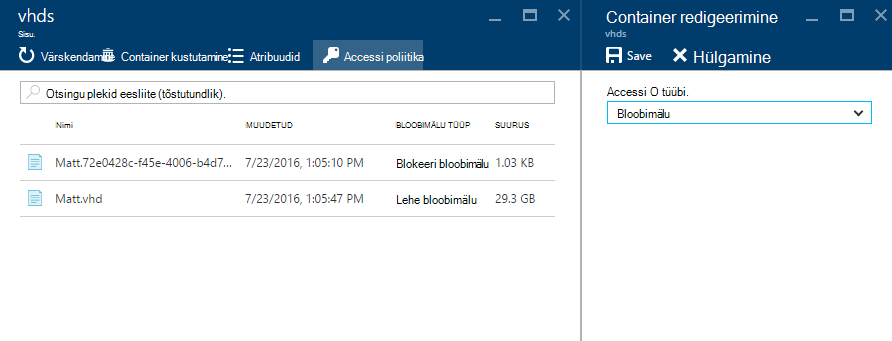 vhds
Sisu.
Värskendamine Container kustutamine Atribuudid Accessi poliitika
Otsingu plekid eesliite (tõstutundlik).
Nimi MUUDETUD BLOOBIMÄLU TÜÜP SUURUS
Matt.72e0428c-f45e-4006-b4d7... 7/23/2016, 1:05:10 PM Blokeeri bloobimälu 1.03 KB
Matt.vhd 7/23/2016, 1:05:47 PM Lehe bloobimälu 29.3 GB
Container redigeerimine
vhds
Save Hülgamine
Accessi O tüübi.
Bloobimälu